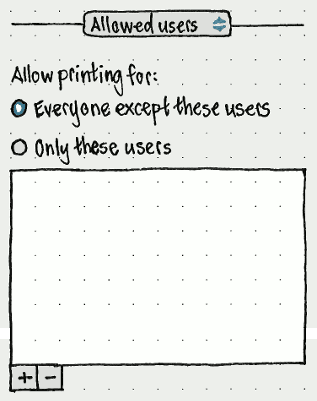 Allowed users
Allow printing for:
Everyone except these users
Only these users
+ -